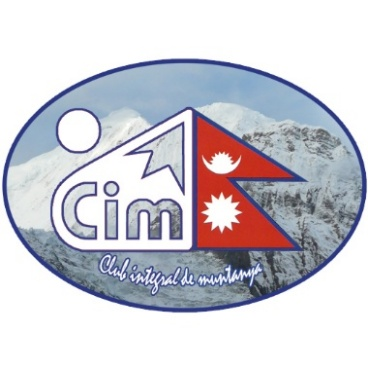 Cim
Club integral de muntanya